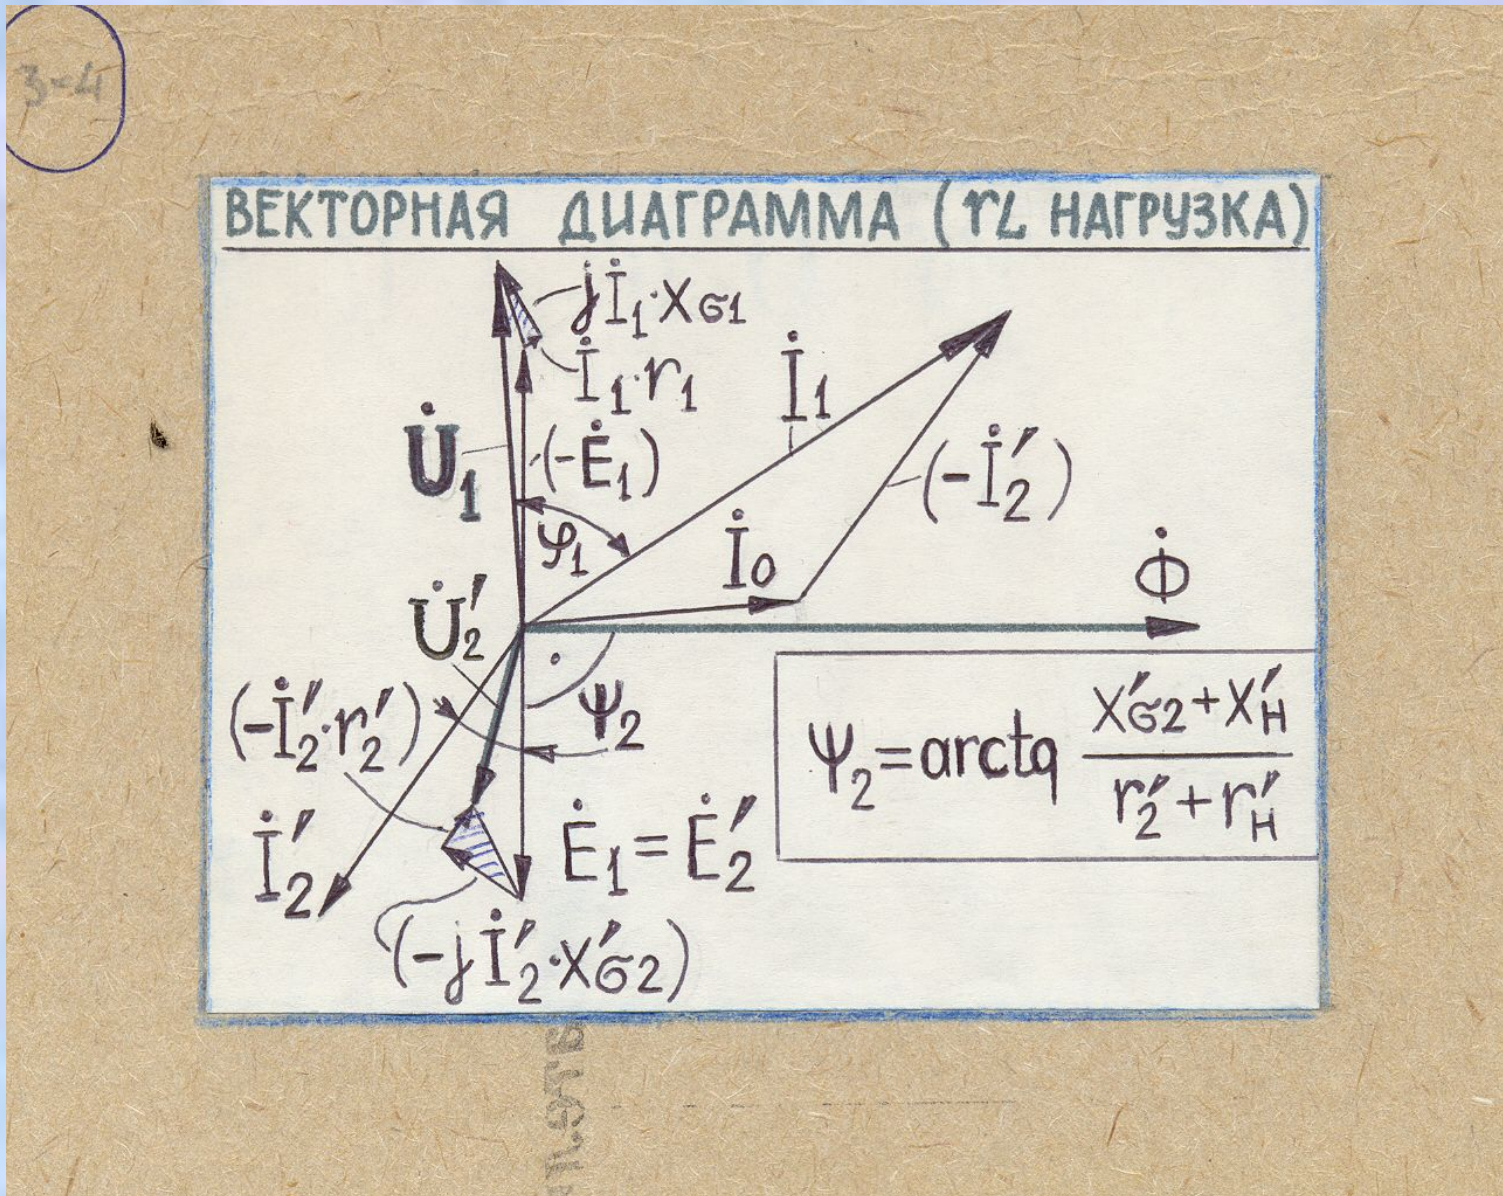 3-4
ВЕКТОРНАЯ ДИАГРАММА (rL НАГРУЗКА)
jİ₁·Xσ1
İ₁·r₁
İ₁
U̇₁
(-Ė₁)
(-İ₂′)
φ₁
İ₀
Φ̇
U̇₂′
(-İ₂′·r₂′)
ψ₂
ψ₂=arctq (X′σ2+X′н)/(r₂′+r′н)
İ₂′
Ė₁=Ė₂′
(-jİ₂′·X′σ2)